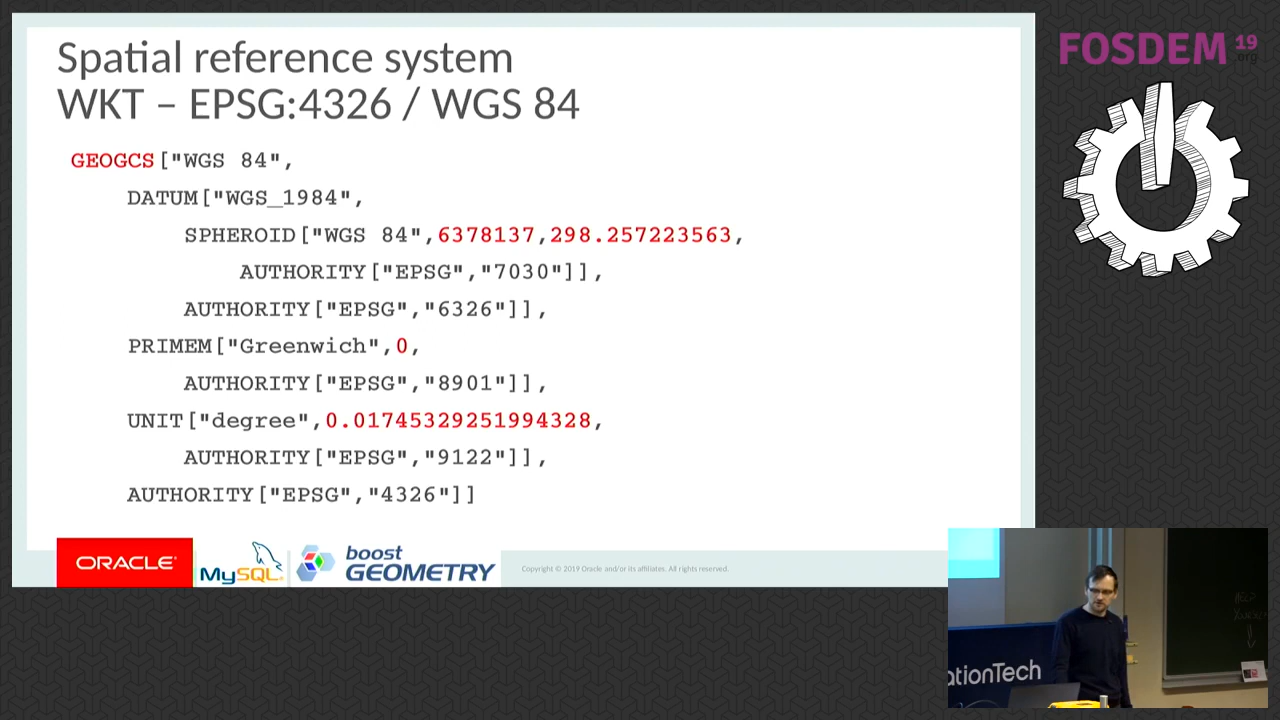 Spatial reference system
WKT – EPSG:4326 / WGS 84
GEOGCS["WGS 84",
DATUM["WGS_1984",
SPHEROID["WGS 84",6378137,298.257223563,
AUTHORITY["EPSG","7030"]],
AUTHORITY["EPSG","6326"]],
PRIMEM["Greenwich",0,
AUTHORITY["EPSG","8901"]],
UNIT["degree",0.01745329251994328,
AUTHORITY["EPSG","9122"]],
AUTHORITY["EPSG","4326"]]
ORACLE
MySQL
boost
GEOMETRY
Copyright © 2019 Oracle and/or its affiliates. All rights reserved.
FOSDEM 19
.org
ationTech